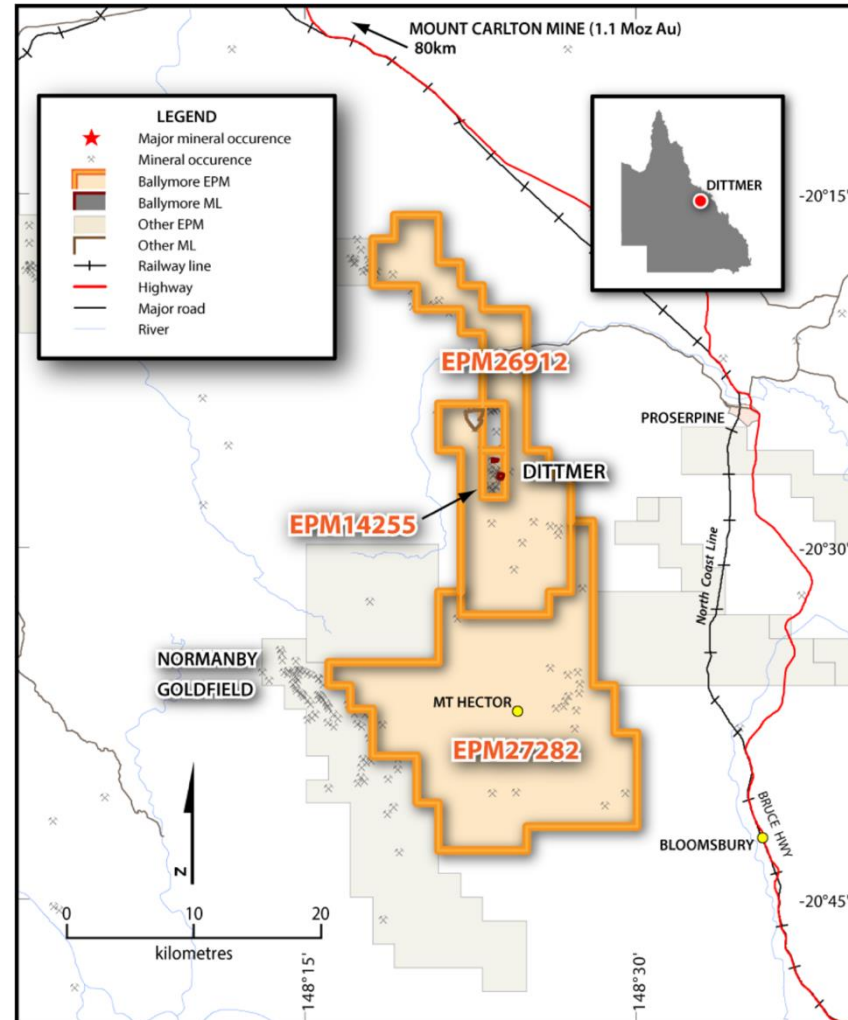 MOUNT CARLTON MINE (1.1 Moz Au)
80km
LEGEND
Major mineral occurence
Mineral occurence
Ballymore EPM
Ballymore ML
Other EPM
Other ML
Railway line
Highway
Major road
River
DITTMER
-20°15'
EPM26912
PROSERPINE
DITTMER
EPM14255
-20°30'
North Coast Line
NORMANBY
GOLDFIELD
MT HECTOR
EPM27282
BRUCE HWY
BLOOMSBURY
N
-20°45'
0 10 20
kilometres
148°15'
148°30'